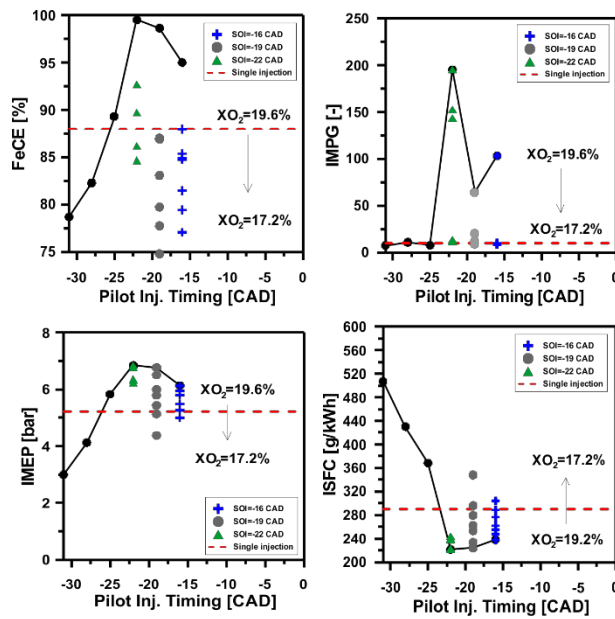 FeCE [%]
100
95
90
85
80
75
SOI=-16 CAD
SOI=-19 CAD
SOI=-22 CAD
Single injection
XO2=19.6%
XO2=17.2%
-30 -25 -20 -15 -10 -5 0
Pilot Inj. Timing [CAD]
IMPG [-]
250
200
150
100
50
0
SOI=-16 CAD
SOI=-19 CAD
SOI=-22 CAD
Single injection
XO2=19.6%
XO2=17.2%
-30 -25 -20 -15 -10 -5 0
Pilot Inj. Timing [CAD]
IMEP [bar]
8
6
4
2
0
XO2=19.6%
XO2=17.2%
SOI=-16 CAD
SOI=-19 CAD
SOI=-22 CAD
Single injection
-30 -25 -20 -15 -10 -5 0
Pilot Inj. Timing [CAD]
ISFC [g/kWh]
600
560
520
480
440
400
360
320
280
240
200
SOI=-16 CAD
SOI=-19 CAD
SOI=-22 CAD
Single injection
XO2=17.2%
XO2=19.2%
-30 -25 -20 -15 -10 -5 0
Pilot Inj. Timing [CAD]